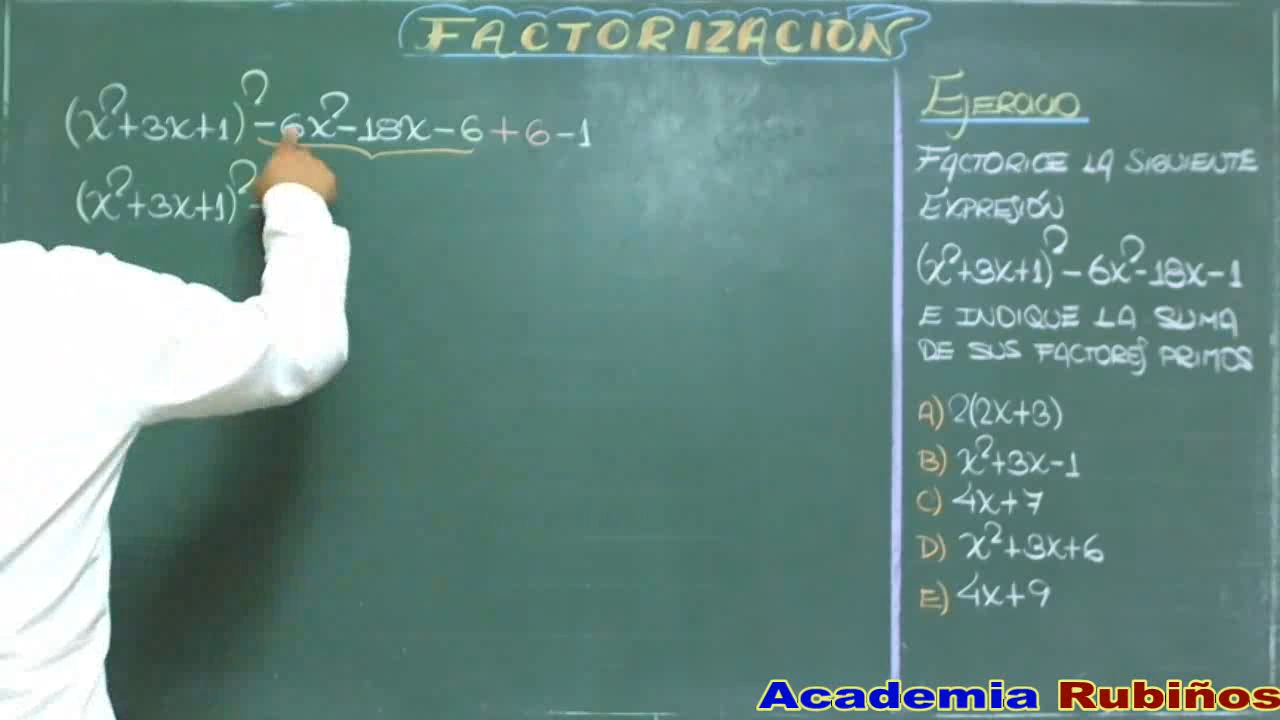 FACTORIZACIÓN
(x²+3x+1)²-6x²-18x-6+6-1
(x²+3x+1)²-
EJERCICIO
FACTORICE LA SIGUIENTE
EXPRESIÓN
(x²+3x+1)²-6x²-18x-1
E INDIQUE LA SUMA
DE SUS FACTORES PRIMOS
A) 2(2x+3)
B) x²+3x-1
C) 4x+7
D) x²+3x+6
E) 4x+9
Academia Rubiños